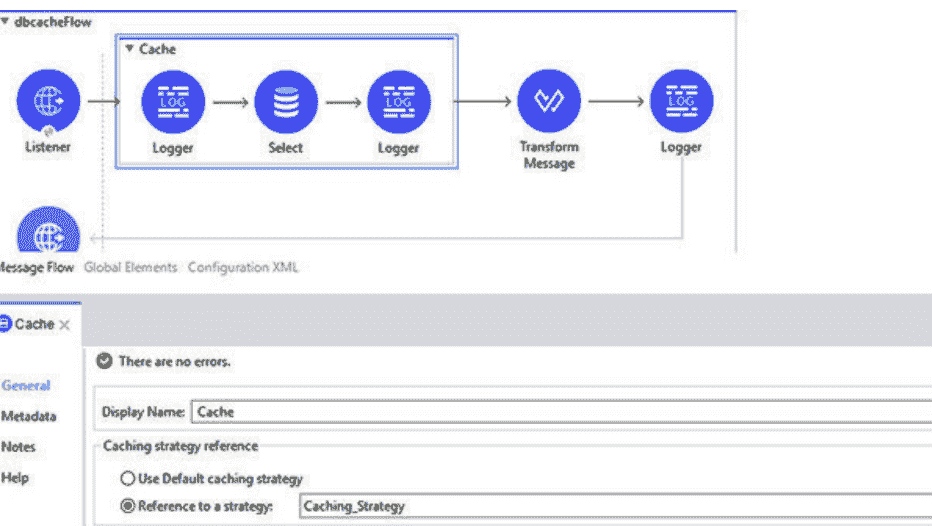 dbcacheFlow
Cache
LOG
LOG
LOG
Listener
Logger
Select
Logger
Transform
Message
Logger
Message Flow Global Elements Configuration XML
Cache
There are no errors.
General
Metadata
Notes
Help
Display Name: Cache
Caching strategy reference
Use Default caching strategy
Reference to a strategy: Caching_Strategy